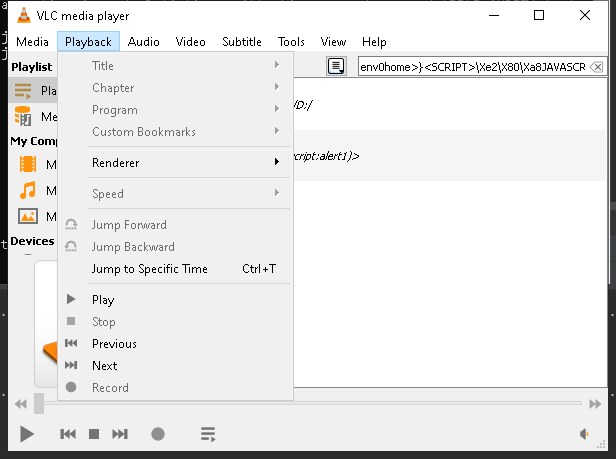 VLC media player
Media Playback Audio Video Subtitle Tools View Help
Playlist
env0home>}<SCRIPT>\Xe2\X80\Xa8JAVASCR
Title
Chapter
Program
Custom Bookmarks
Renderer
Speed
Jump Forward
Jump Backward
Jump to Specific Time Ctrl+T
Play
Stop
Previous
Next
Record
/D:/
cript:alert1)>
My Comp
Devices